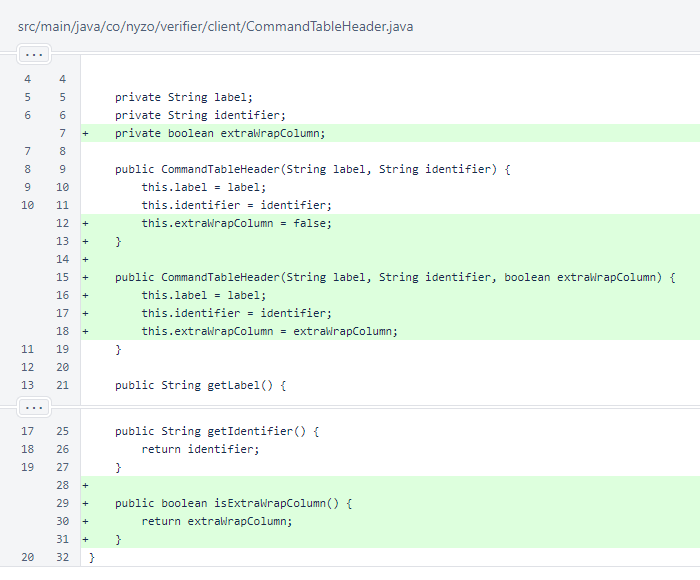 src/main/java/co/nyzo/verifier/client/CommandTableHeader.java
...
4 4
5 5 private String label;
6 6 private String identifier;
7 + private boolean extraWrapColumn;
7 8
8 9 public CommandTableHeader(String label, String identifier) {
9 10 this.label = label;
10 11 this.identifier = identifier;
12 + this.extraWrapColumn = false;
13 + }
14 +
15 + public CommandTableHeader(String label, String identifier, boolean extraWrapColumn) {
16 + this.label = label;
17 + this.identifier = identifier;
18 + this.extraWrapColumn = extraWrapColumn;
11 19 }
12 20
13 21 public String getLabel() {
...
17 25 public String getIdentifier() {
18 26 return identifier;
19 27 }
28 +
29 + public boolean isExtraWrapColumn() {
30 + return extraWrapColumn;
31 + }
20 32 }